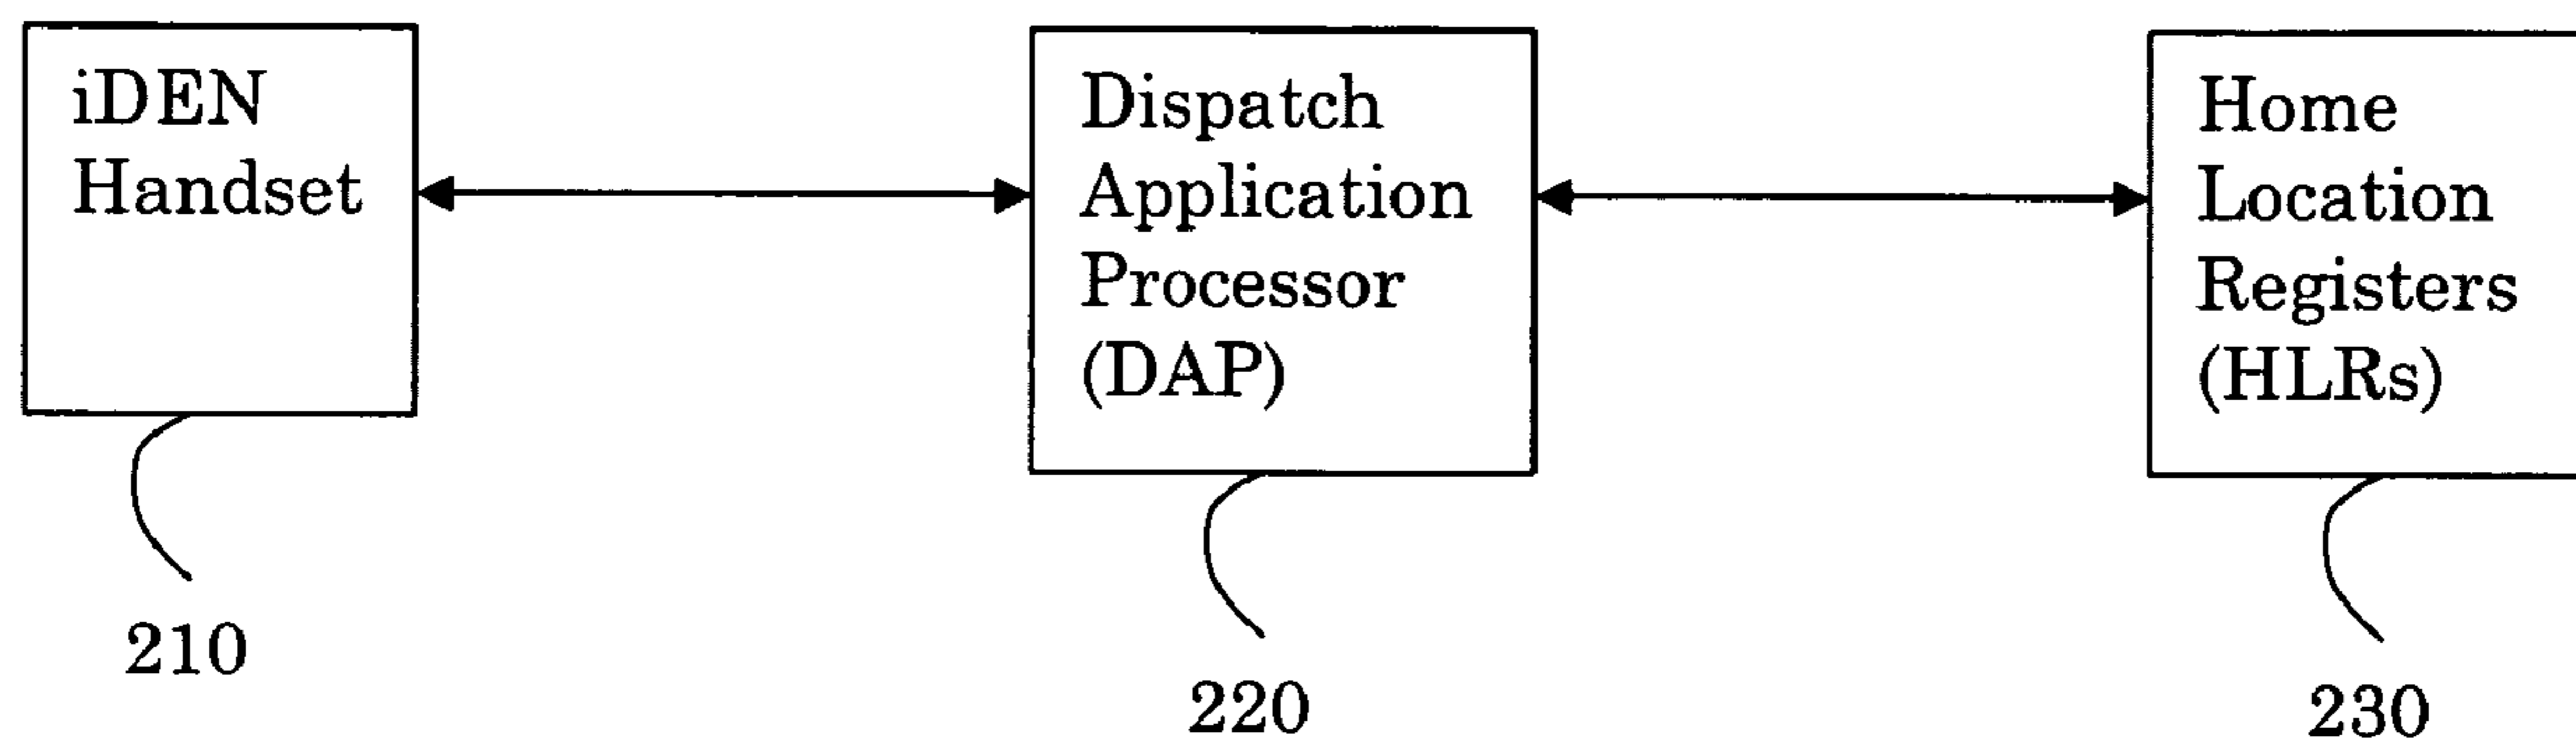 iDEN
Handset
Dispatch
Application
Processor
(DAP)
Home
Location
Registers
(HLRs)
210
220
230